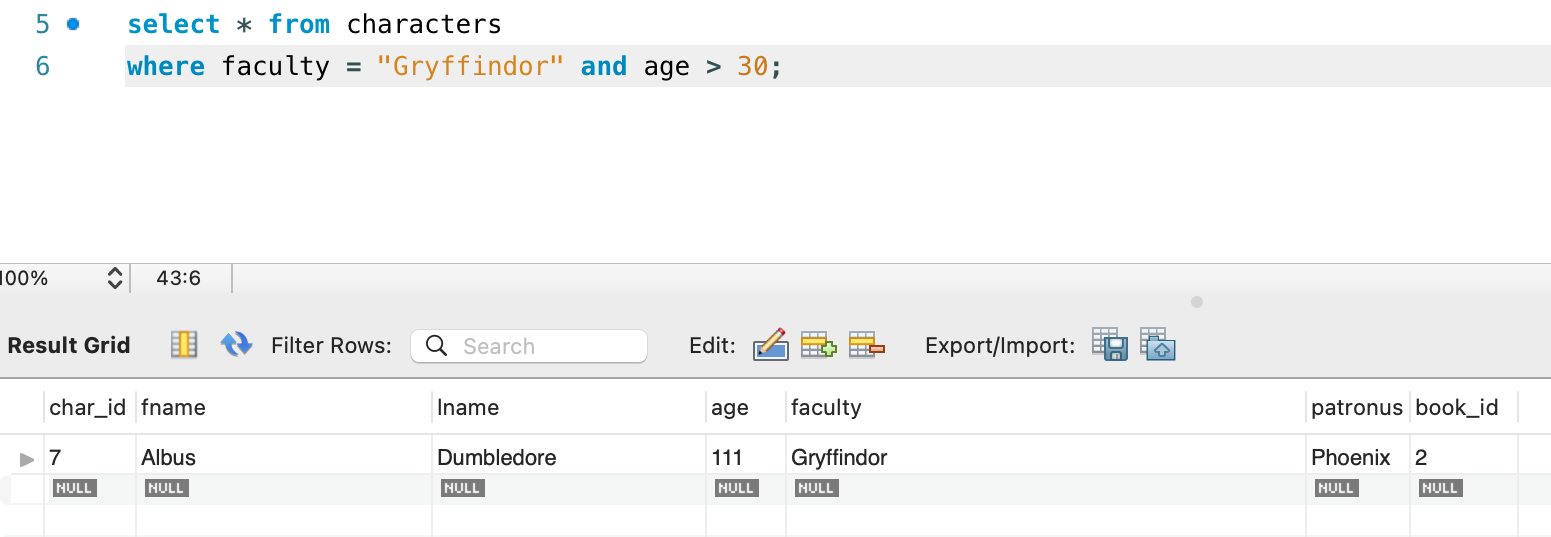 5 select * from characters
6 where faculty = "Gryffindor" and age > 30;
100% 43:6
Result Grid Filter Rows: Search Edit: Export/Import:
char_id fname lname age faculty patronus book_id
7 Albus Dumbledore 111 Gryffindor Phoenix 2
NULL NULL NULL NULL NULL NULL NULL